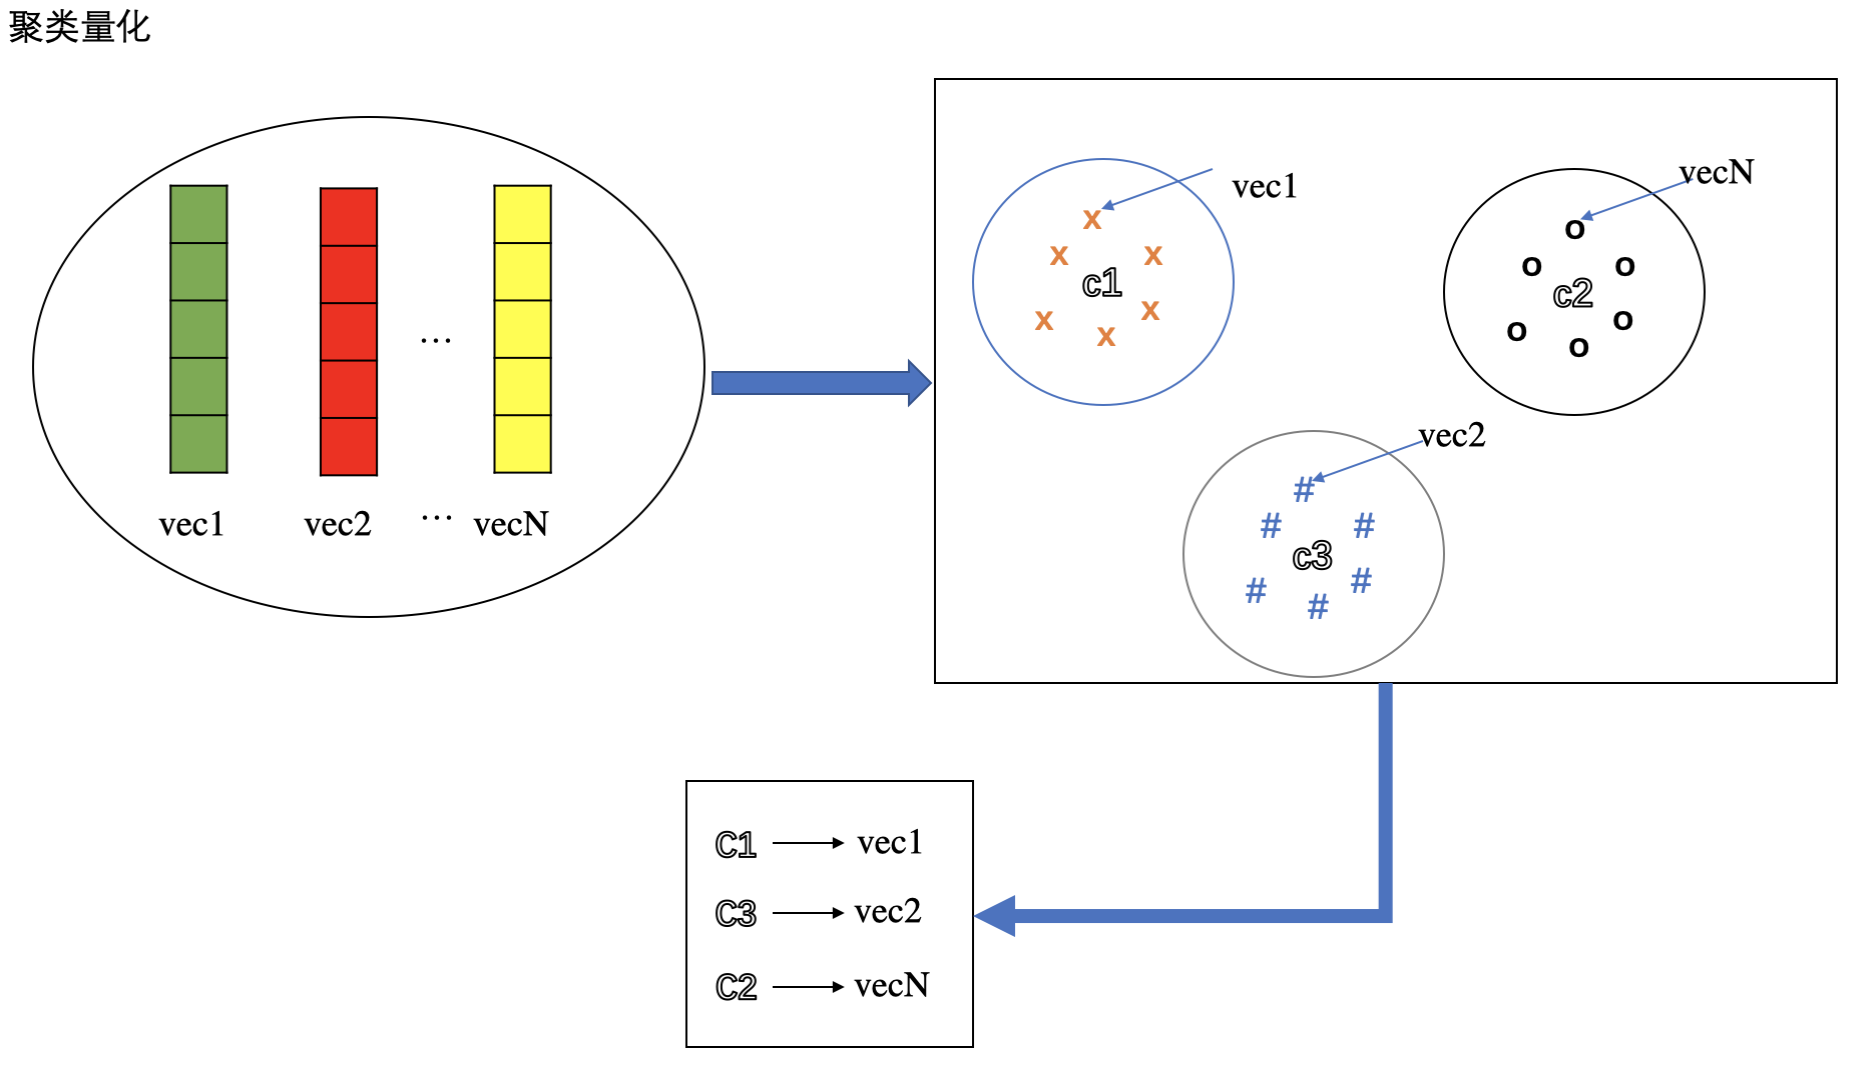 聚类量化
vec1
vec2
...
vecN
...
vec1
x
x
x
c1
x
x
x
vecN
o
o
o
c2
o
o
o
vec2
#
#
#
c3
#
#
#
C1 vec1
C3 vec2
C2 vecN